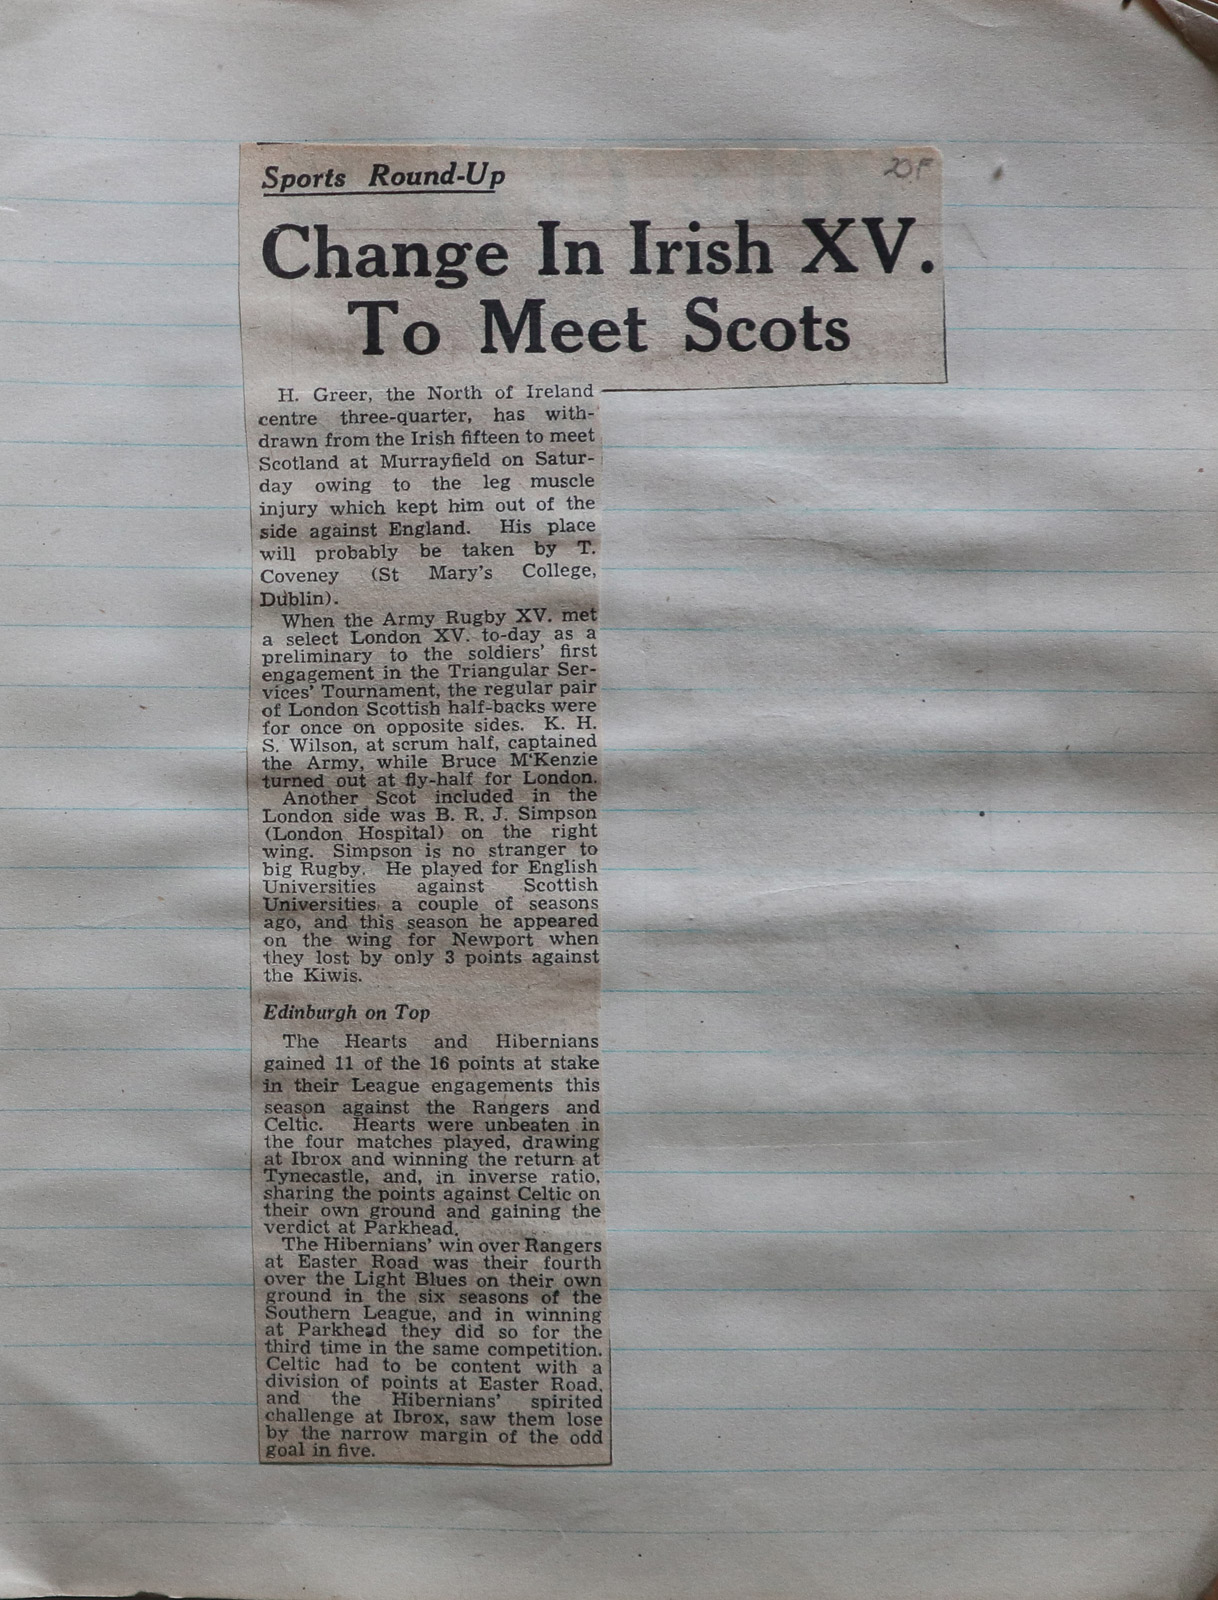 Sports Round-Up
20F
Change In Irish XV.
To Meet Scots
H. Greer, the North of Ireland
centre three-quarter, has with-
drawn from the Irish fifteen to meet
Scotland at Murrayfield on Satur-
day owing to the leg muscle
injury which kept him out of the
side against England. His place
will probably be taken by T.
Coveney (St Mary's College,
Dublin).
When the Army Rugby XV. met
a select London XV. to-day as a
preliminary to the soldiers' first
engagement in the Triangular Ser-
vices' Tournament, the regular pair
of London Scottish half-backs were
for once on opposite sides. K. H.
S. Wilson, at scrum half, captained
the Army, while Bruce M'Kenzie
turned out at fly-half for London.
Another Scot included in the
London side was B. R. J. Simpson
(London Hospital) on the right
wing. Simpson is no stranger to
big Rugby. He played for English
Universities against Scottish
Universities a couple of seasons
ago, and this season he appeared
on the wing for Newport when
they lost by only 3 points against
the Kiwis.
Edinburgh on Top
The Hearts and Hibernians
gained 11 of the 16 points at stake
in their League engagements this
season against the Rangers and
Celtic. Hearts were unbeaten in
the four matches played, drawing
at Ibrox and winning the return at
Tynecastle, and, in inverse ratio,
sharing the points against Celtic on
their own ground and gaining the
verdict at Parkhead.
The Hibernians' win over Rangers
at Easter Road was their fourth
over the Light Blues on their own
ground in the six seasons of the
Southern League, and in winning
at Parkhead they did so for the
third time in the same competition.
Celtic had to be content with a
division of points at Easter Road,
and the Hibernians' spirited
challenge at Ibrox, saw them lose
by the narrow margin of the odd
goal in five.